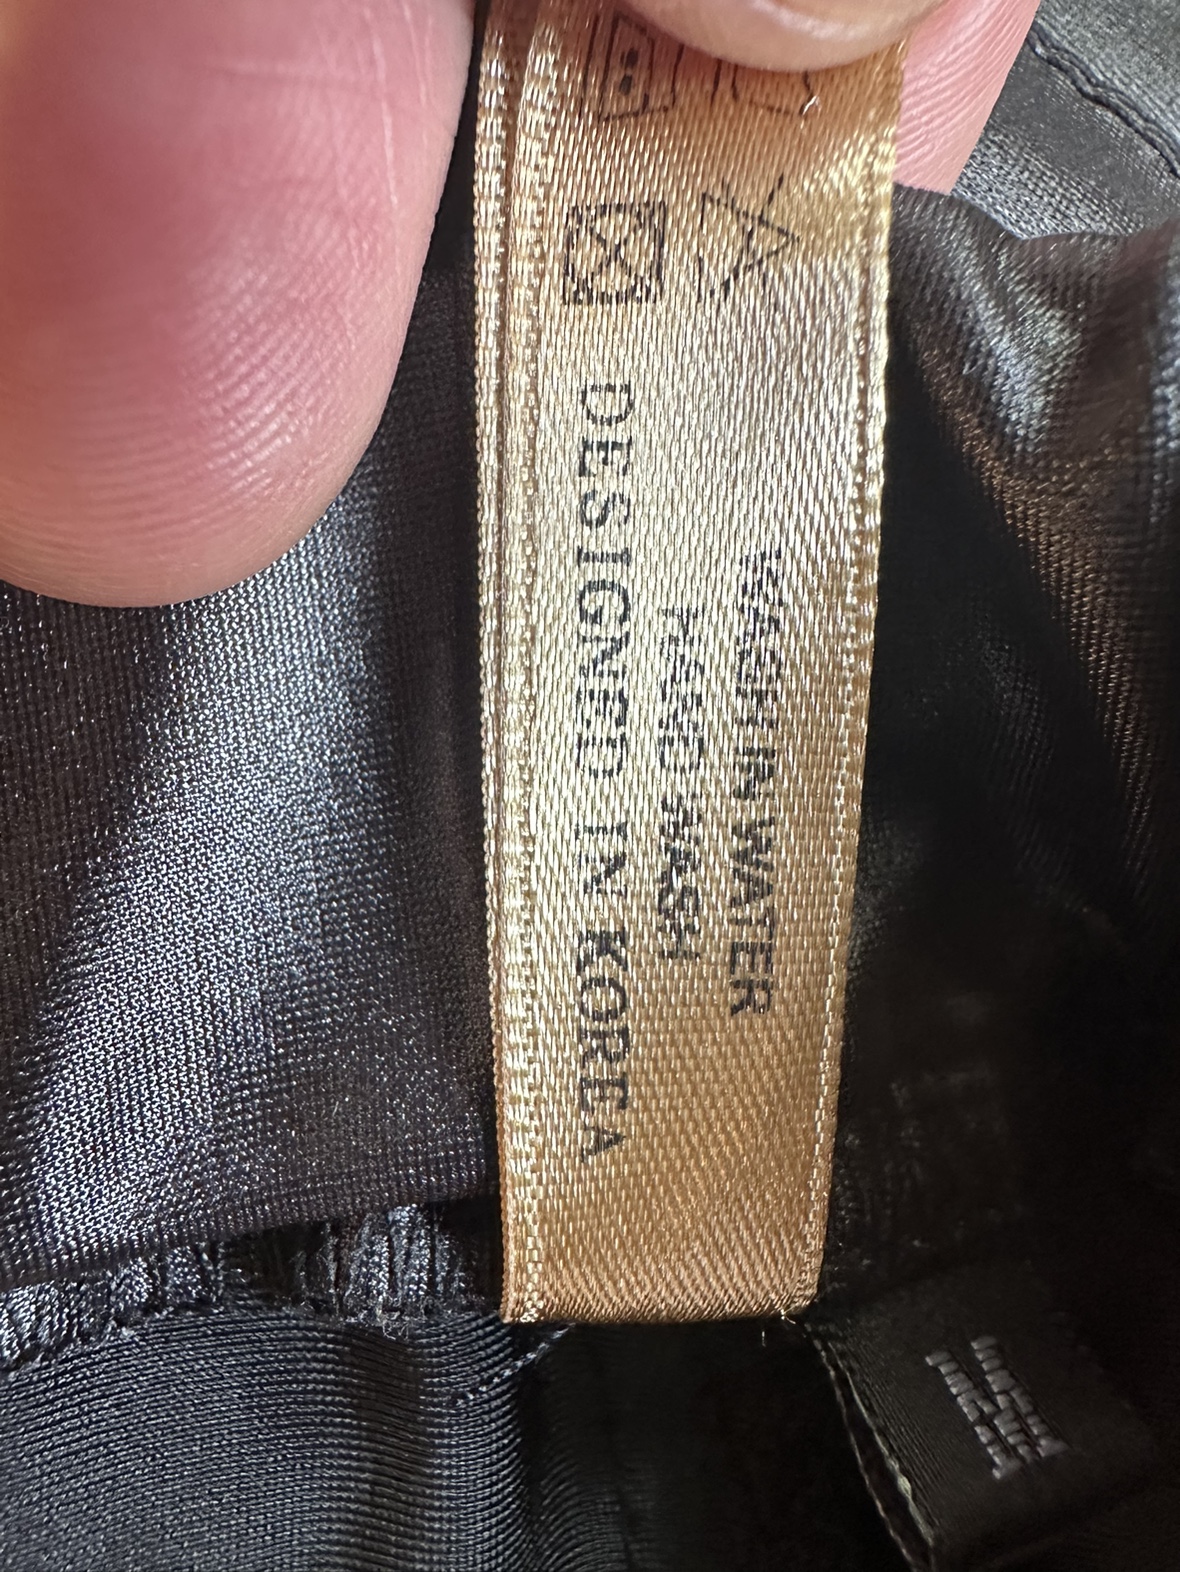 WASH IN WATER
HAND WASH
DESIGNED IN KOREA
M